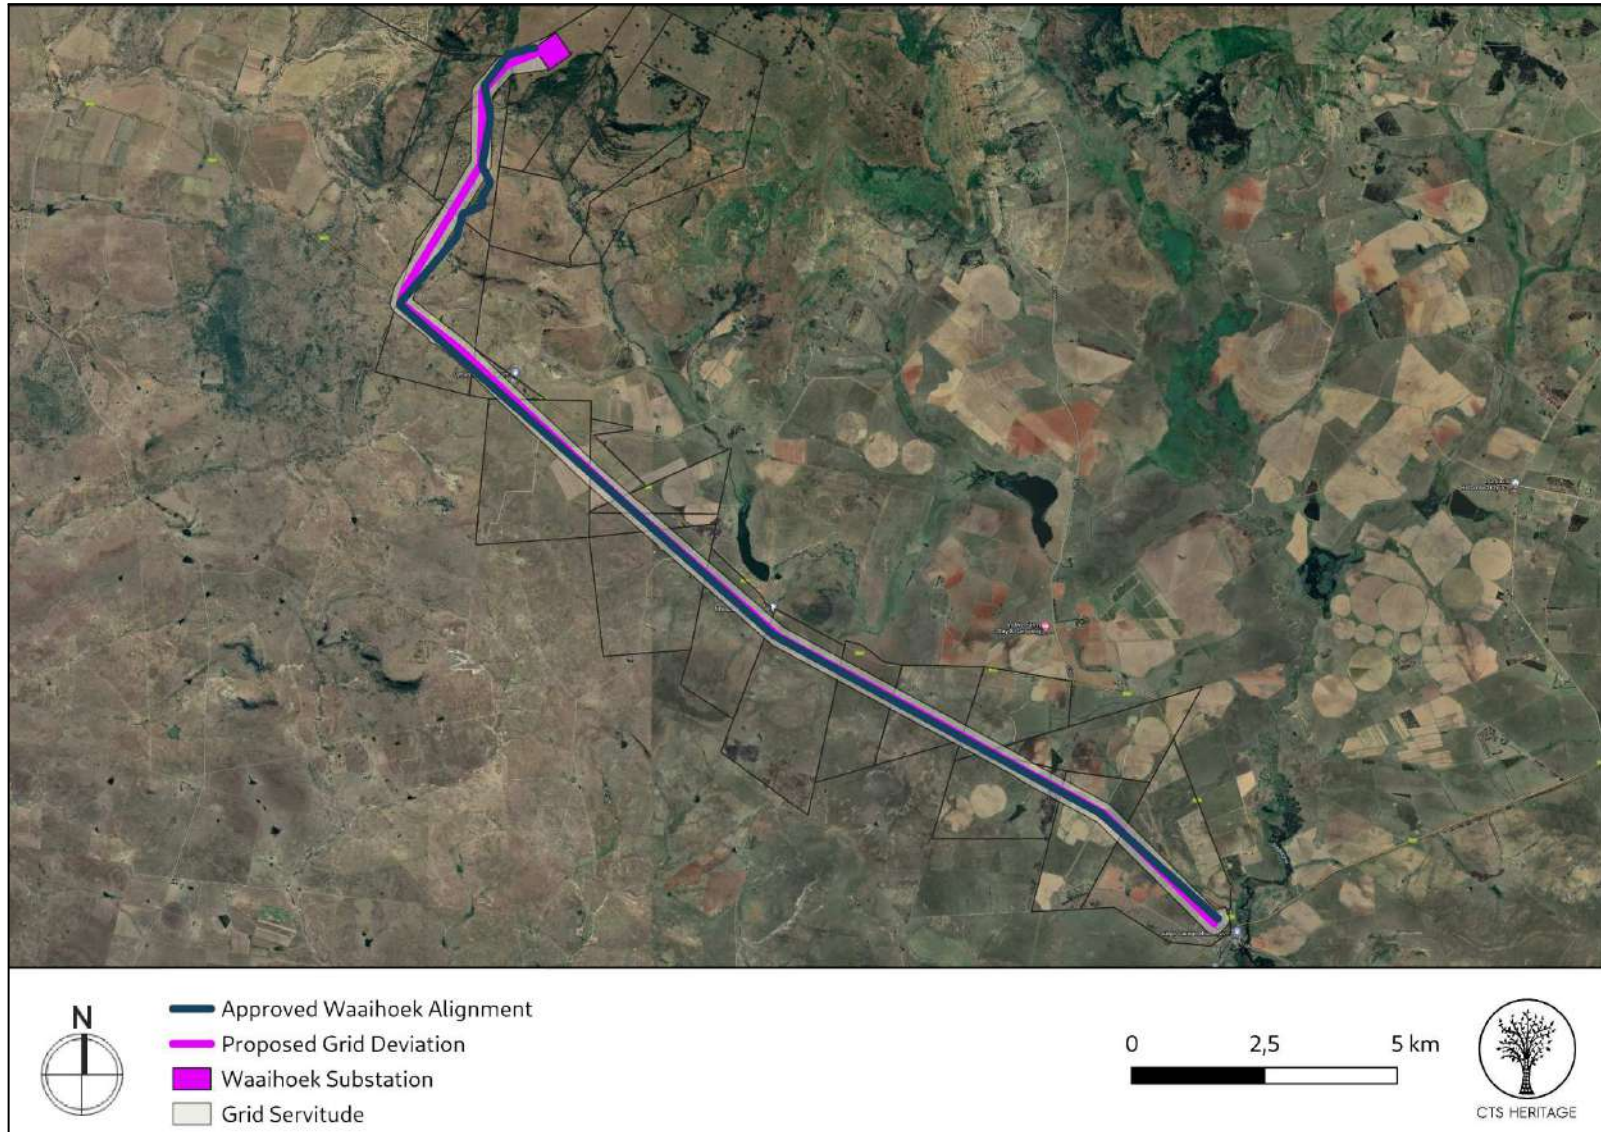 N
Approved Waaihoek Alignment
Proposed Grid Deviation
Waaihoek Substation
Grid Servitude
0 2,5 5 km
CTS HERITAGE